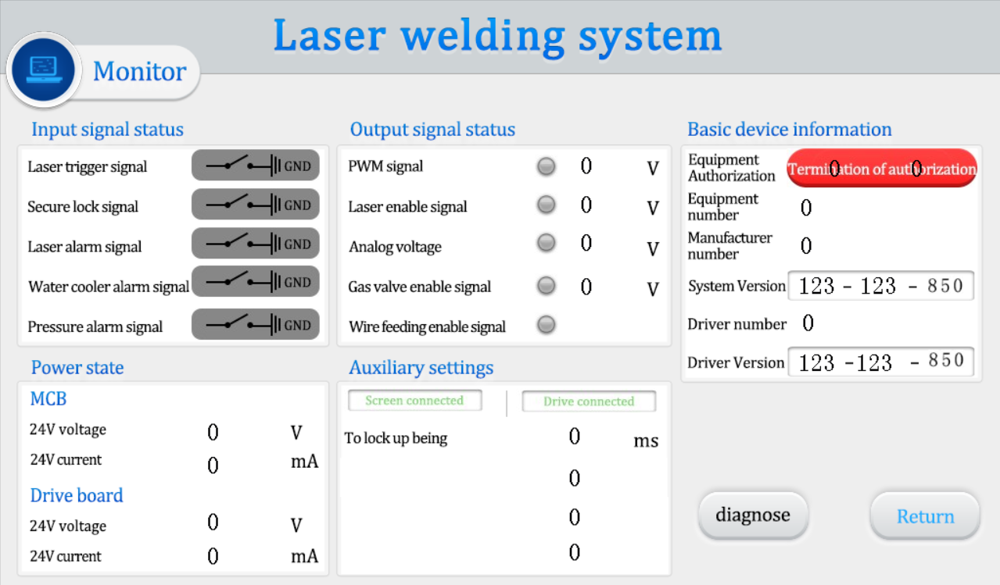 Laser welding system
Monitor
Input signal status
Laser trigger signal GND
Secure lock signal GND
Laser alarm signal GND
Water cooler alarm signal GND
Pressure alarm signal GND
Output signal status
PWM signal 0 V
Laser enable signal 0 V
Analog voltage 0 V
Gas valve enable signal 0 V
Wire feeding enable signal
Basic device information
Equipment
Authorization
Termination of authorization
0 0
Equipment
number
0
Manufacturer
number
0
System Version 123 - 123 - 850
Driver number 0
Driver Version 123 -123 - 850
Power state
MCB
24V voltage 0 V
24V current 0 mA
Drive board
24V voltage 0 V
24V current 0 mA
Auxiliary settings
Screen connected Drive connected
To lock up being 0 ms
0
0
0
diagnose Return